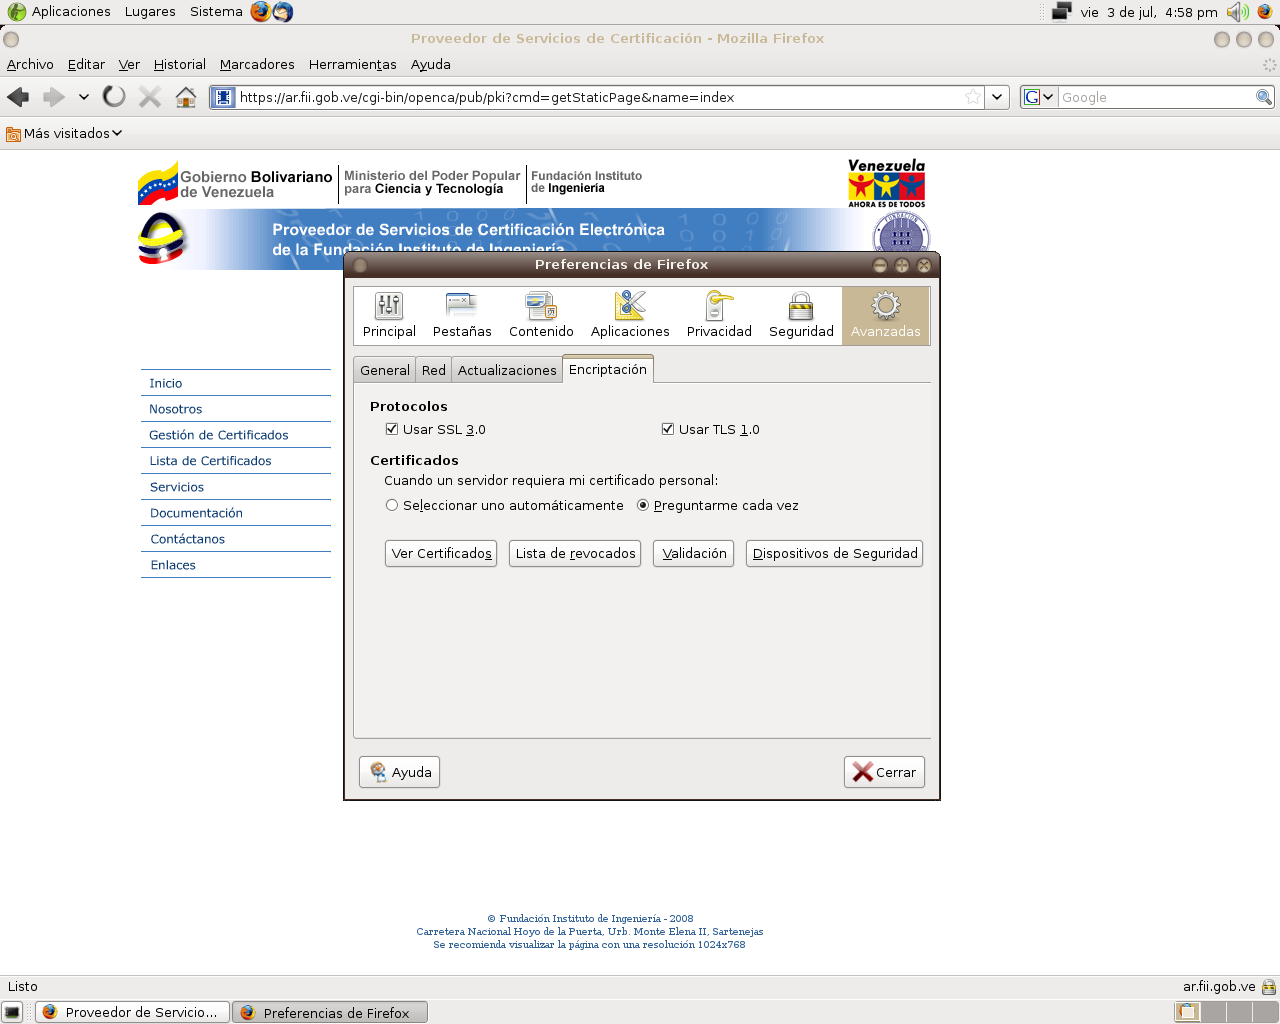 Aplicaciones Lugares Sistema
vie 3 de jul, 4:58 pm
Proveedor de Servicios de Certificación - Mozilla Firefox
Archivo Editar Ver Historial Marcadores Herramientas Ayuda
https://ar.fii.gob.ve/cgi-bin/openca/pub/pki?cmd=getStaticPage&name=index
Google
Más visitados
Gobierno Bolivariano
de Venezuela
Ministerio del Poder Popular
para Ciencia y Tecnología
Fundación Instituto
de Ingeniería
Venezuela
AHORA ES DE TODOS
Proveedor de Servicios de Certificación Electrónica
de la Fundación Instituto de Ingeniería
FUNDACIÓN
Preferencias de Firefox
Principal Pestañas Contenido Aplicaciones Privacidad Seguridad Avanzadas
General Red Actualizaciones Encriptación
Protocolos
Usar SSL 3.0 Usar TLS 1.0
Certificados
Cuando un servidor requiera mi certificado personal:
Seleccionar uno automáticamente Preguntarme cada vez
Ver Certificados Lista de revocados Validación Dispositivos de Seguridad
Ayuda Cerrar
Inicio
Nosotros
Gestión de Certificados
Lista de Certificados
Servicios
Documentación
Contáctanos
Enlaces
© Fundación Instituto de Ingeniería - 2008
Carretera Nacional Hoyo de la Puerta, Urb. Monte Elena II, Sartenejas
Se recomienda visualizar la página con una resolución 1024x768
Listo
ar.fii.gob.ve
Proveedor de Servicio...
Preferencias de Firefox